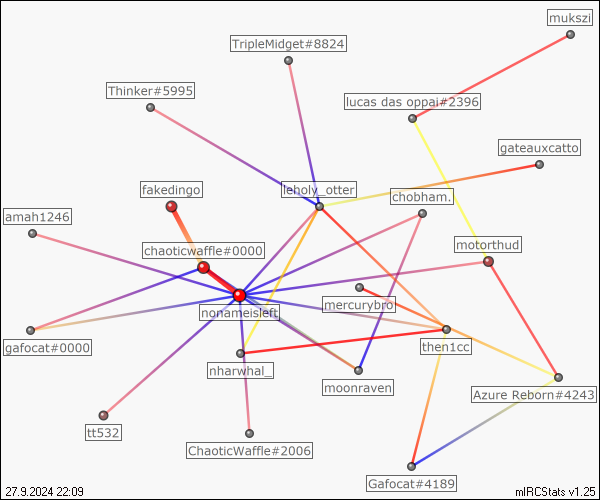 mukszi
TripleMidget#8824
Thinker#5995
lucas das oppai#2396
gateauxcatto
fakedingo
leholy_otter
chobham.
amah1246
chaoticwaffle#0000
motorthud
nonameisleft
mercurybro
gafocat#0000
then1cc
nharwhal_
moonraven
Azure Reborn#4243
tt532
ChaoticWaffle#2006
Gafocat#4189
27.9.2024 22:09
mIRCStats v1.25